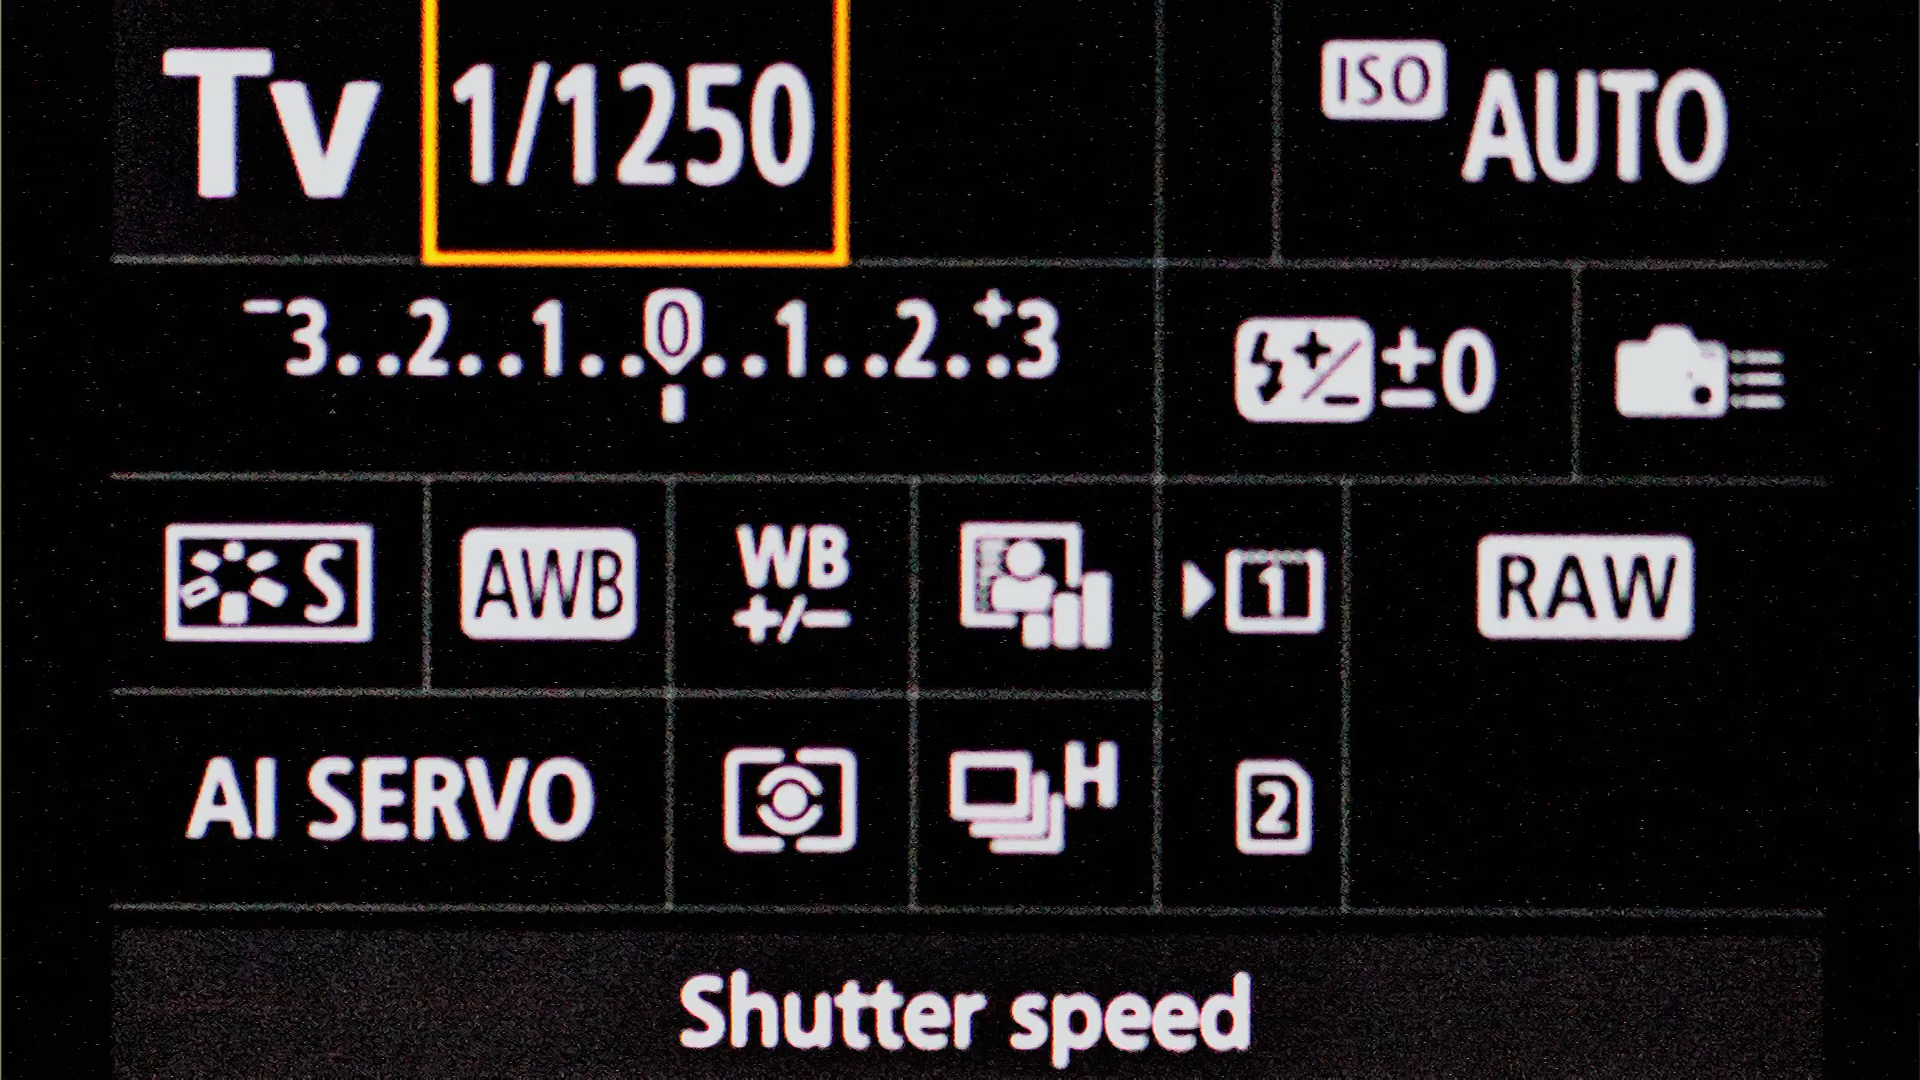 Tv 1/1250 ISO AUTO
-3..2..1..0..1..2..+3 ±0
S AWB WB +/- 1 RAW
AI SERVO H 2
Shutter speed